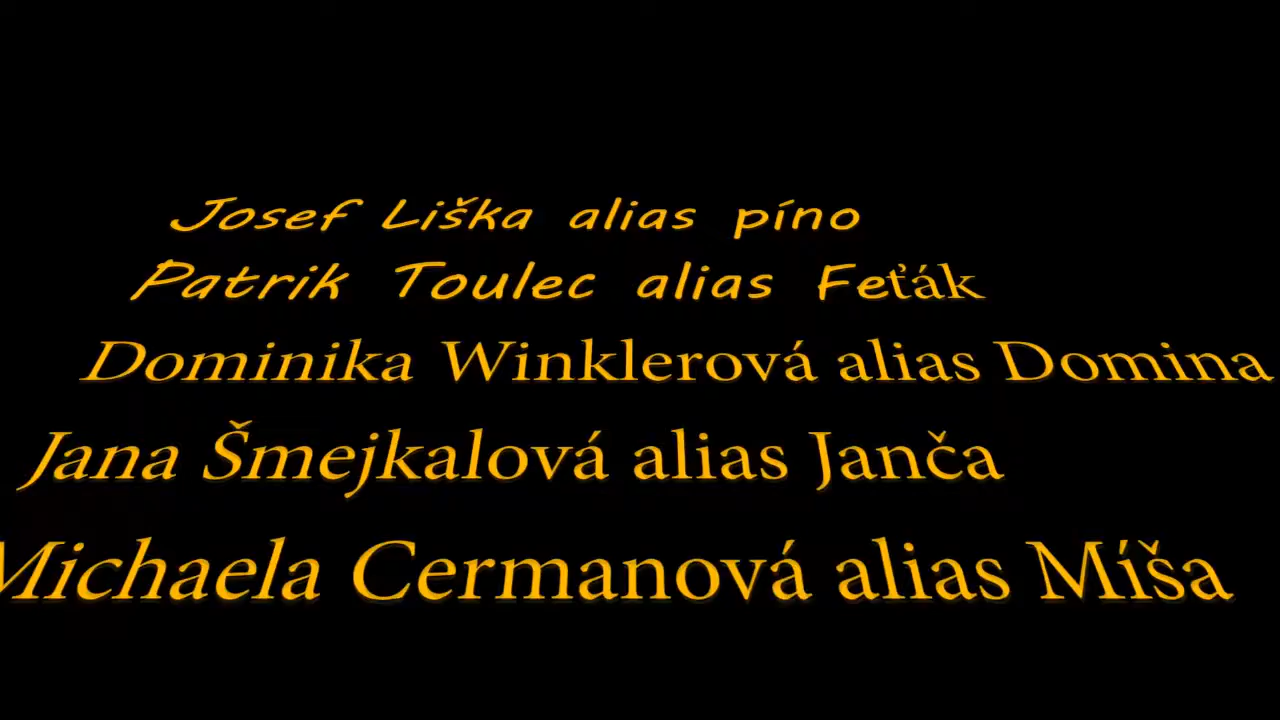 Josef Liška alias píno
Patrik Toulec alias Feťák
Dominika Winklerová alias Domina
Jana Šmejkalová alias Janča
Michaela Cermanová alias Míša